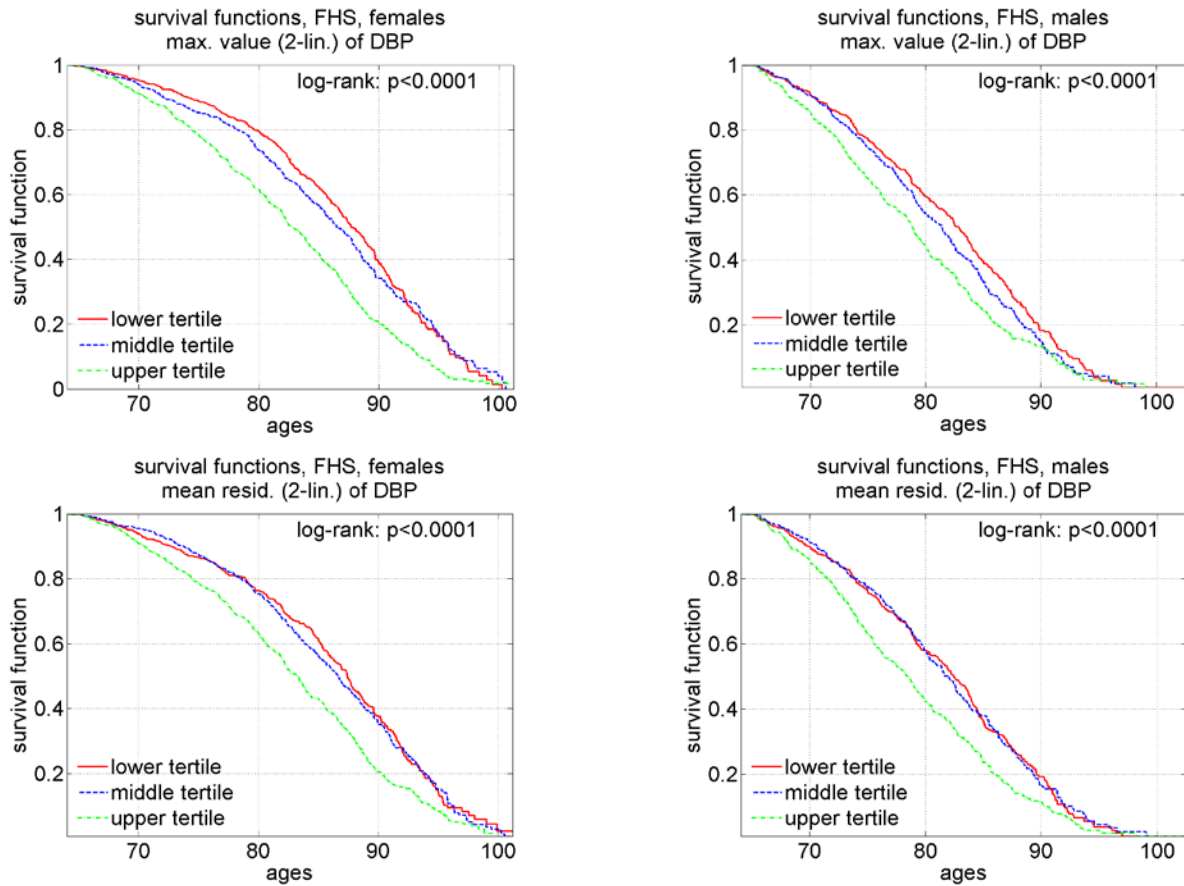 survival functions, FHS, females
max. value (2-lin.) of DBP
log-rank: p<0.0001
1
0.8
0.6
0.4
0.2
0
survival function
lower tertile
middle tertile
upper tertile
70
80
90
100
ages
survival functions, FHS, males
max. value (2-lin.) of DBP
log-rank: p<0.0001
1
0.8
0.6
0.4
0.2
survival function
lower tertile
middle tertile
upper tertile
70
80
90
100
ages
survival functions, FHS, females
mean resid. (2-lin.) of DBP
log-rank: p<0.0001
1
0.8
0.6
0.4
0.2
survival function
lower tertile
middle tertile
upper tertile
70
80
90
100
ages
survival functions, FHS, males
mean resid. (2-lin.) of DBP
log-rank: p<0.0001
1
0.8
0.6
0.4
0.2
survival function
lower tertile
middle tertile
upper tertile
70
80
90
100
ages